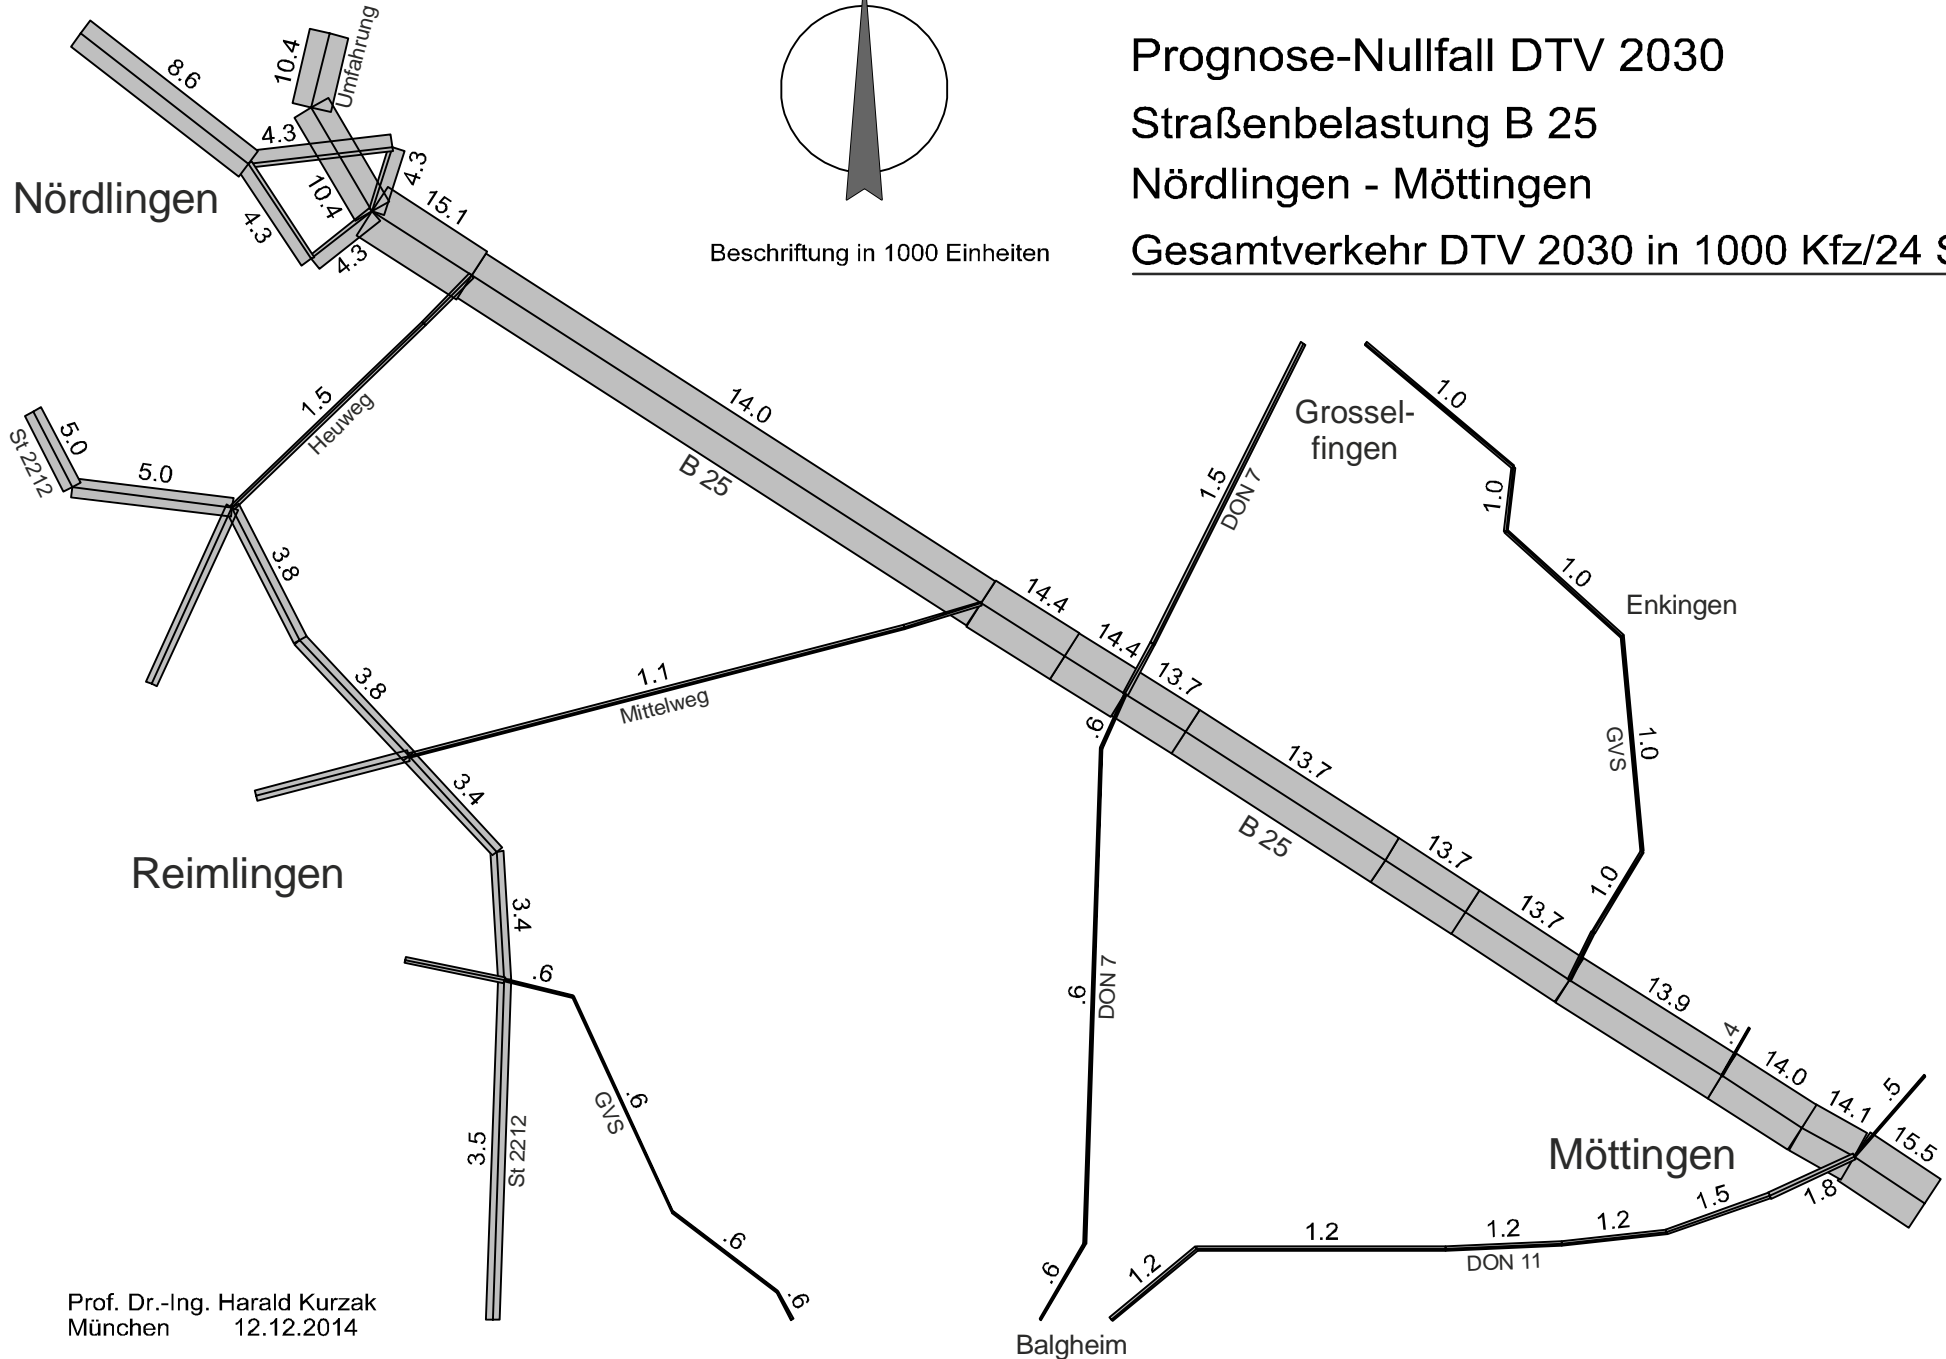 Prognose-Nullfall DTV 2030
Straßenbelastung B 25
Nördlingen - Möttingen
Gesamtverkehr DTV 2030 in 1000 Kfz/24 S
Beschriftung in 1000 Einheiten
8.6
10.4
Umfahrung
4.3
4.3
10.4
15.1
Nördlingen
4.3
4.3
14.0
B 25
1.5
Heuweg
5.0
St 2212
5.0
3.8
3.8
1.1
Mittelweg
3.4
Reimlingen
3.4
.6
.6
GVS
3.5
St 2212
.6
.6
Grossel-
fingen
1.0
1.5
DON 7
1.0
1.0
Enkingen
14.4
14.4
13.7
.6
13.7
B 25
1.0
GVS
13.7
1.0
13.7
.6
DON 7
13.9
.4
14.0
.5
14.1
15.5
Möttingen
1.8
1.5
1.2
1.2
1.2
DON 11
1.2
.6
Balgheim
Prof. Dr.-Ing. Harald Kurzak
München 12.12.2014